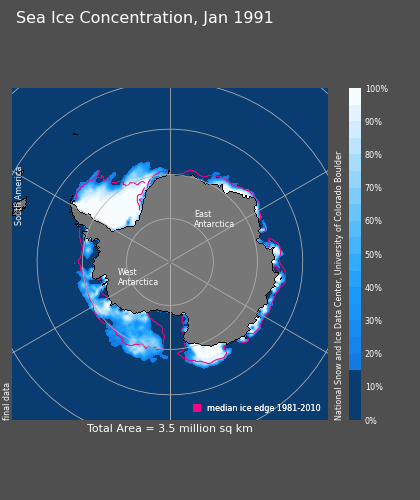 Sea Ice Concentration, Jan 1991
100%
90%
80%
70%
60%
50%
40%
30%
20%
10%
0%
South America
East
Antarctica
West
Antarctica
National Snow and Ice Data Center, University of Colorado Boulder
final data
median ice edge 1981-2010
Total Area = 3.5 million sq km